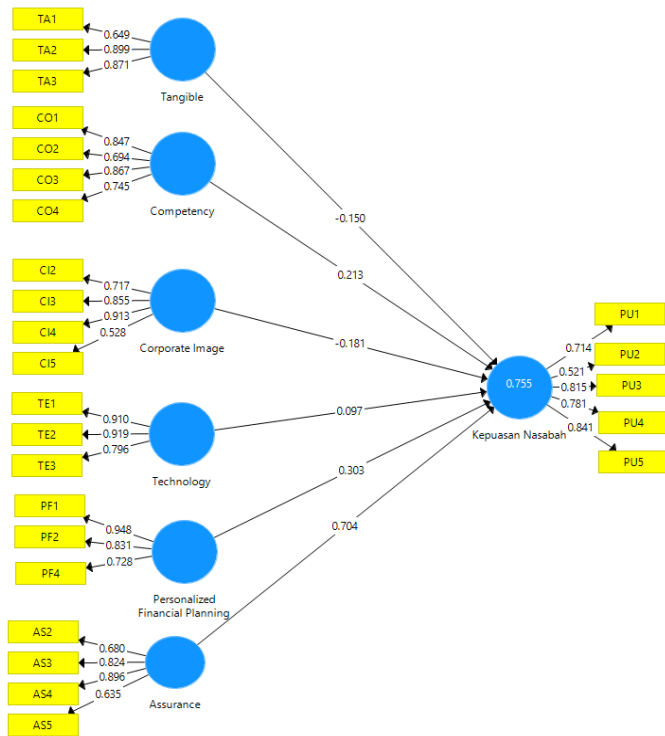 TA1
0.649
TA2
0.899
TA3
0.871
Tangible
CO1
0.847
CO2
0.694
CO3
0.867
CO4
0.745
Competency
-0.150
0.213
CI2
0.717
CI3
0.855
CI4
0.913
CI5
0.528
Corporate Image
-0.181
TE1
0.910
TE2
0.919
TE3
0.796
Technology
0.097
PF1
0.948
PF2
0.831
PF4
0.728
Personalized
Financial Planning
0.303
AS2
0.680
AS3
0.824
AS4
0.896
AS5
0.635
Assurance
0.704
0.755
Kepuasan Nasabah
PU1
0.714
PU2
0.521
PU3
0.815
PU4
0.781
PU5
0.841